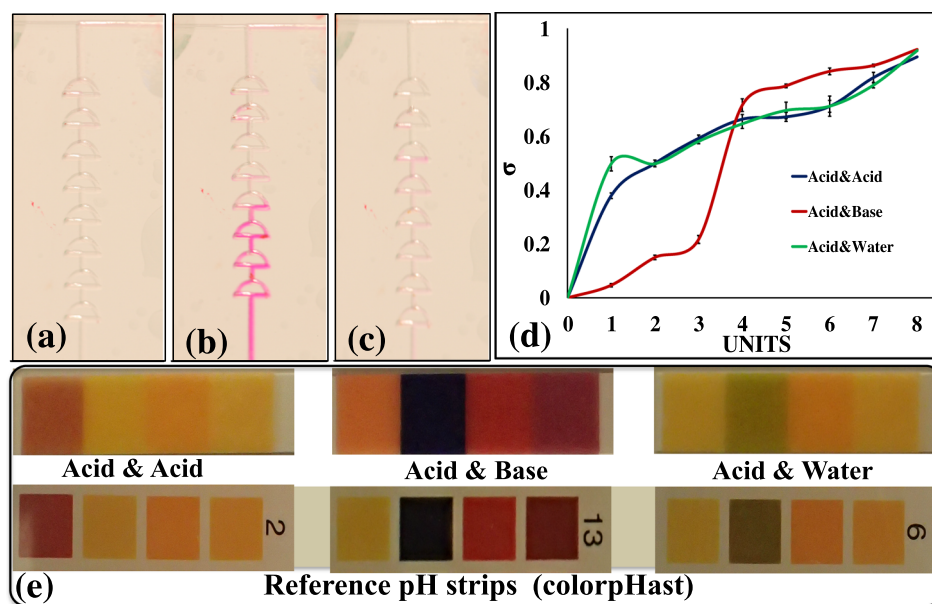 (a)
(b)
(c)
1
0.8
0.6
0.4
0.2
0
σ
0 1 2 3 4 5 6 7 8
UNITS
Acid&Acid
Acid&Base
Acid&Water
(d)
Acid & Acid
Acid & Base
Acid & Water
2
13
6
(e)
Reference pH strips (colorpHast)